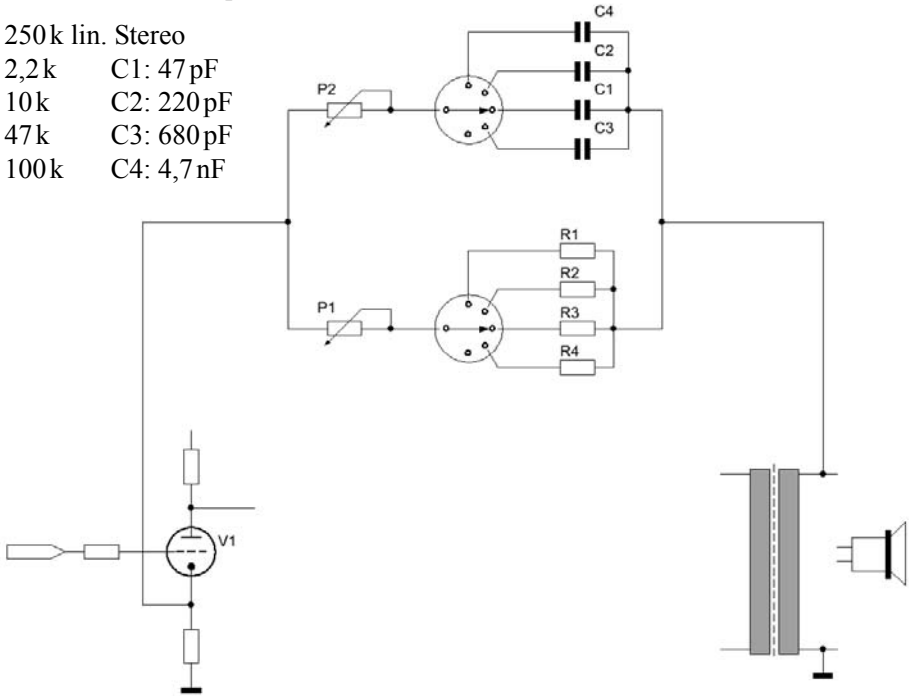 250 k lin. Stereo
2,2 k C1: 47 pF
10 k C2: 220 pF
47 k C3: 680 pF
100 k C4: 4,7 nF
C4
C2
P2
C1
C3
R1
R2
P1
R3
R4
V1